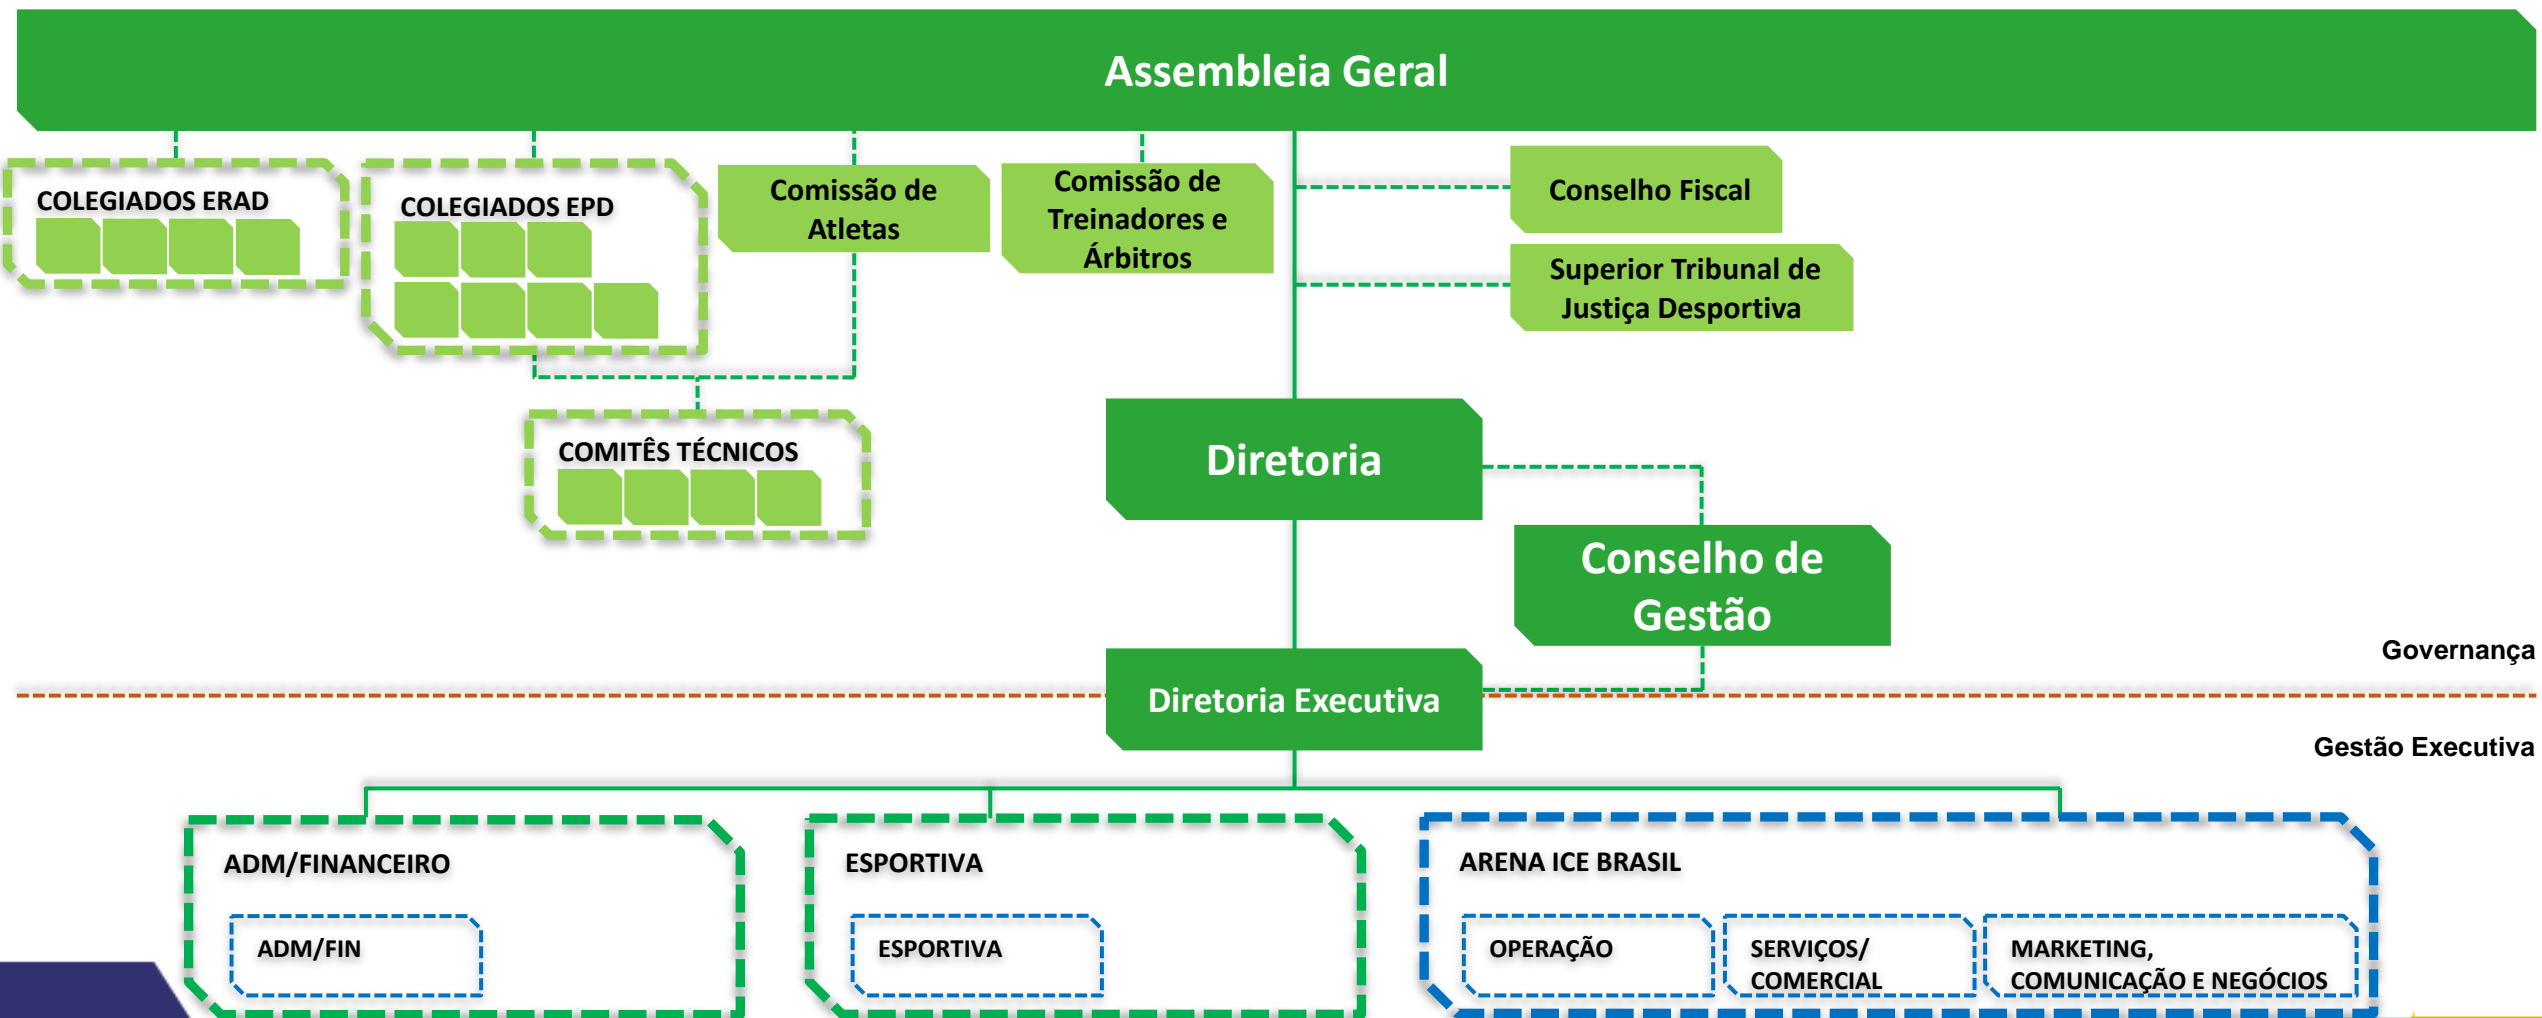 Assembleia Geral
COLEGIADOS ERAD
COLEGIADOS EPD
Comissão de
Atletas
Comissão de
Treinadores e
Árbitros
Conselho Fiscal
Superior Tribunal de
Justiça Desportiva
COMITÊS TÉCNICOS
Diretoria
Conselho de
Gestão
Governança
Diretoria Executiva
Gestão Executiva
ADM/FINANCEIRO
ADM/FIN
ESPORTIVA
ESPORTIVA
ARENA ICE BRASIL
OPERAÇÃO
SERVIÇOS/
COMERCIAL
MARKETING,
COMUNICAÇÃO E NEGÓCIOS